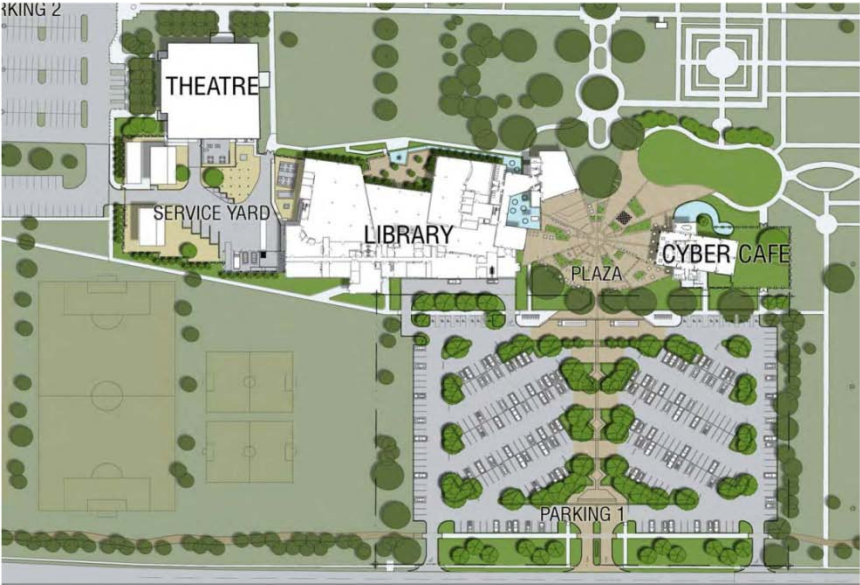 RKING 2
THEATRE
SERVICE YARD
LIBRARY
PLAZA
CYBER CAFE
PARKING 1